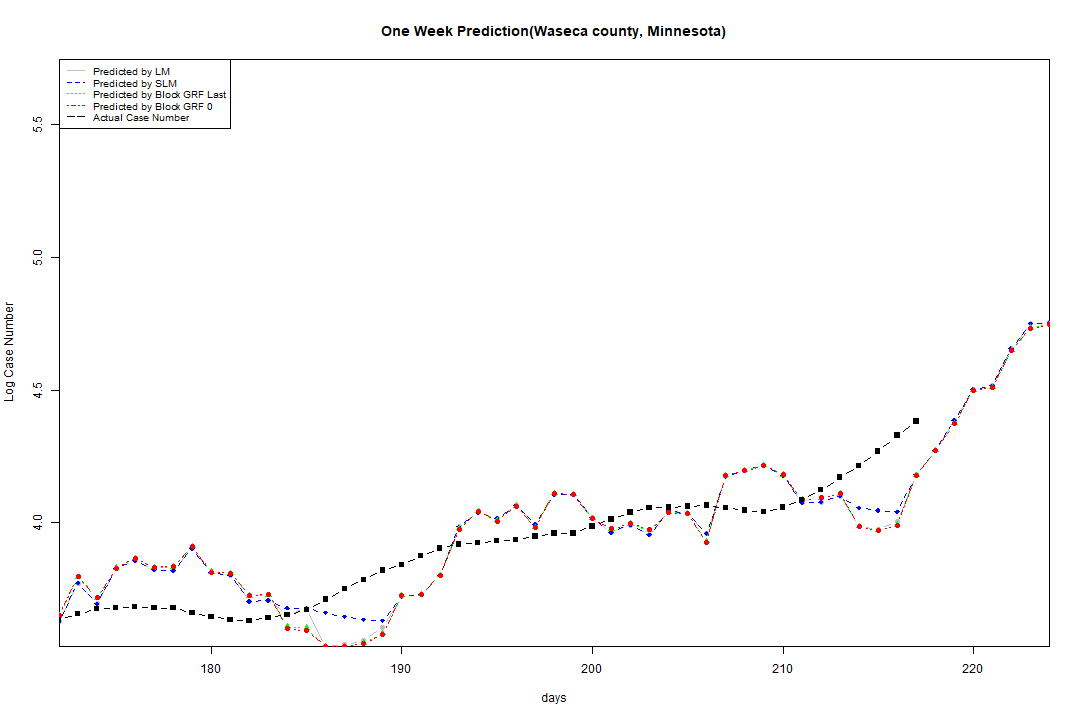 One Week Prediction(Waseca county, Minnesota)
Predicted by LM
Predicted by SLM
Predicted by Block GRF Last
Predicted by Block GRF 0
Actual Case Number
5.5
5.0
4.5
4.0
Log Case Number
180 190 200 210 220
days